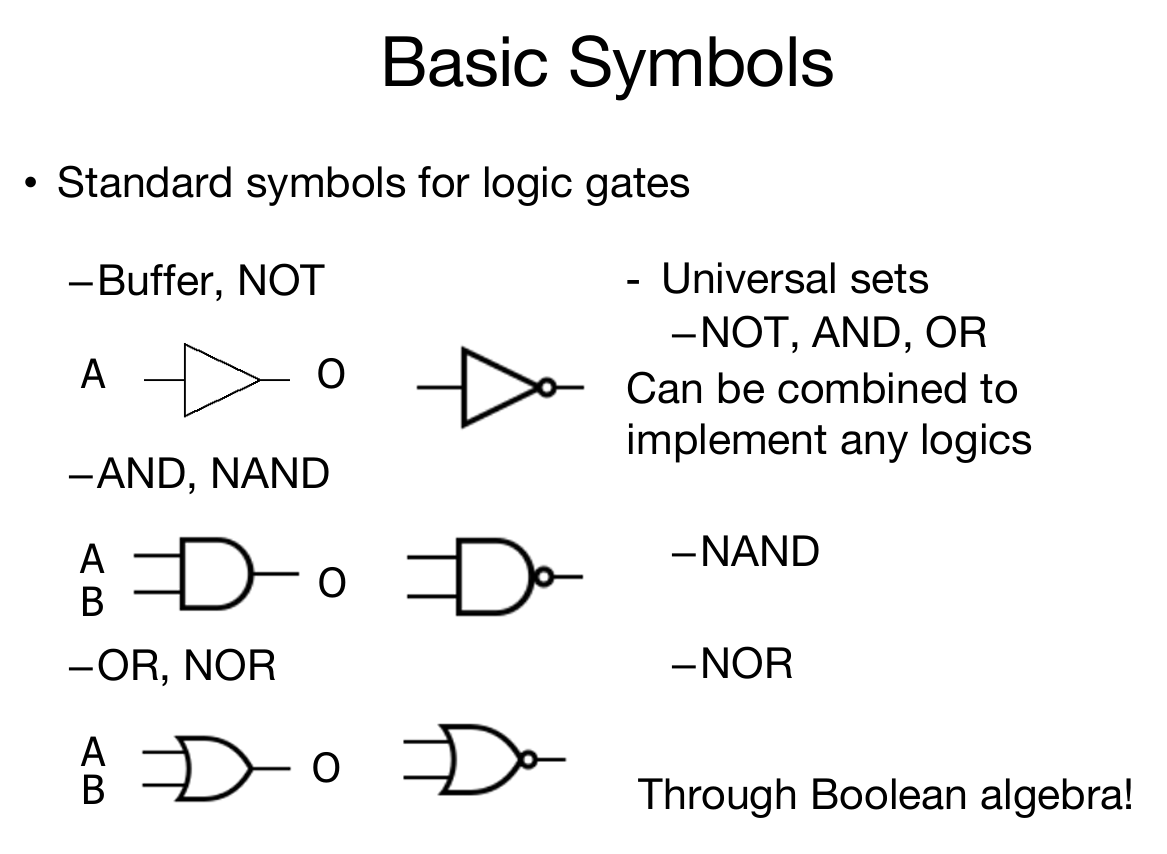 Basic Symbols
• Standard symbols for logic gates
–Buffer, NOT
A O
–AND, NAND
A
B
O
–OR, NOR
A
B
O
- Universal sets
–NOT, AND, OR
Can be combined to
implement any logics
–NAND
–NOR
Through Boolean algebra!